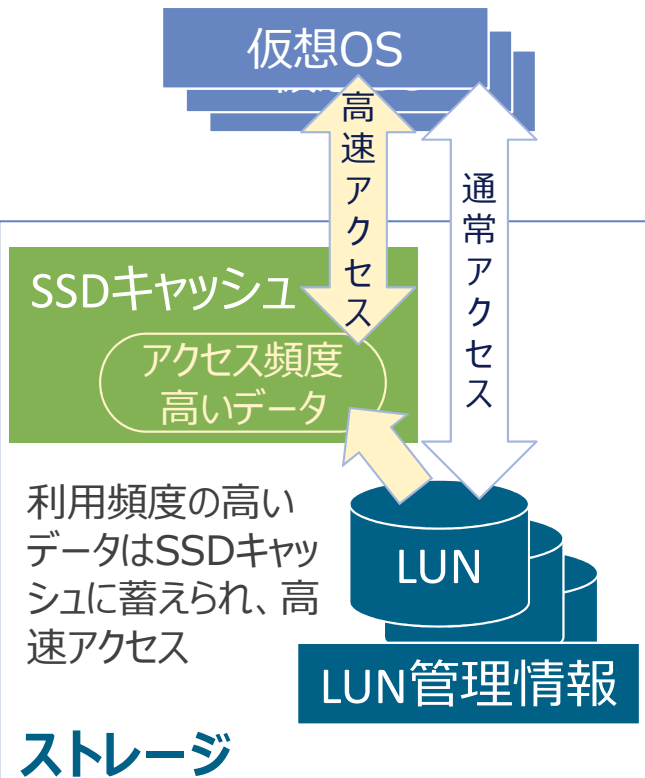 仮想OS
高速アクセス
通常アクセス
SSDキャッシュ
アクセス頻度
高いデータ
利用頻度の高い
データはSSDキャッ
シュに蓄えられ、高
速アクセス
LUN
LUN管理情報
ストレージ